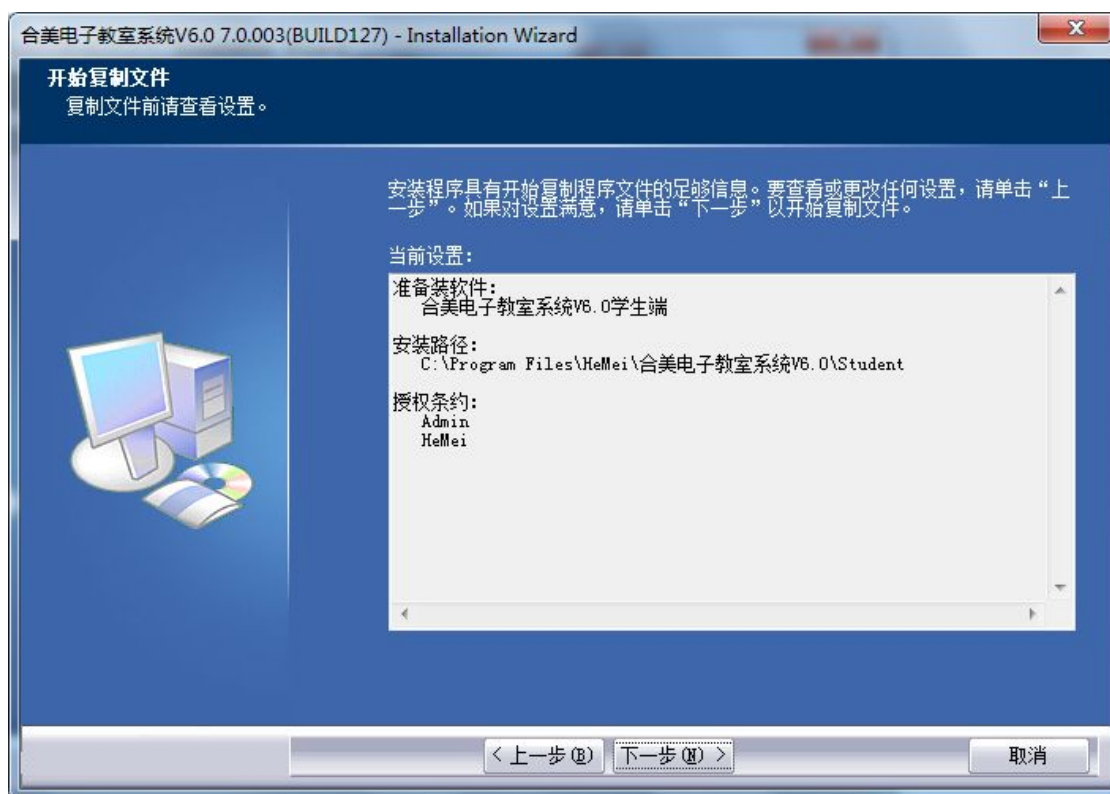 合美电子教室系统V6.0 7.0.003(BUILD127) - Installation Wizard
开始复制文件
复制文件前请查看设置。
安装程序具有开始复制程序文件的足够信息。要查看或更改任何设置，请单击“上
一步”。如果对设置满意，请单击“下一步”以开始复制文件。
当前设置：
准备装软件：
合美电子教室系统V6.0学生端
安装路径：
C:\Program Files\HeMei\合美电子教室系统V6.0\Student
授权条约：
Admin
HeMei
< 上一步(B) 下一步(N) > 取消